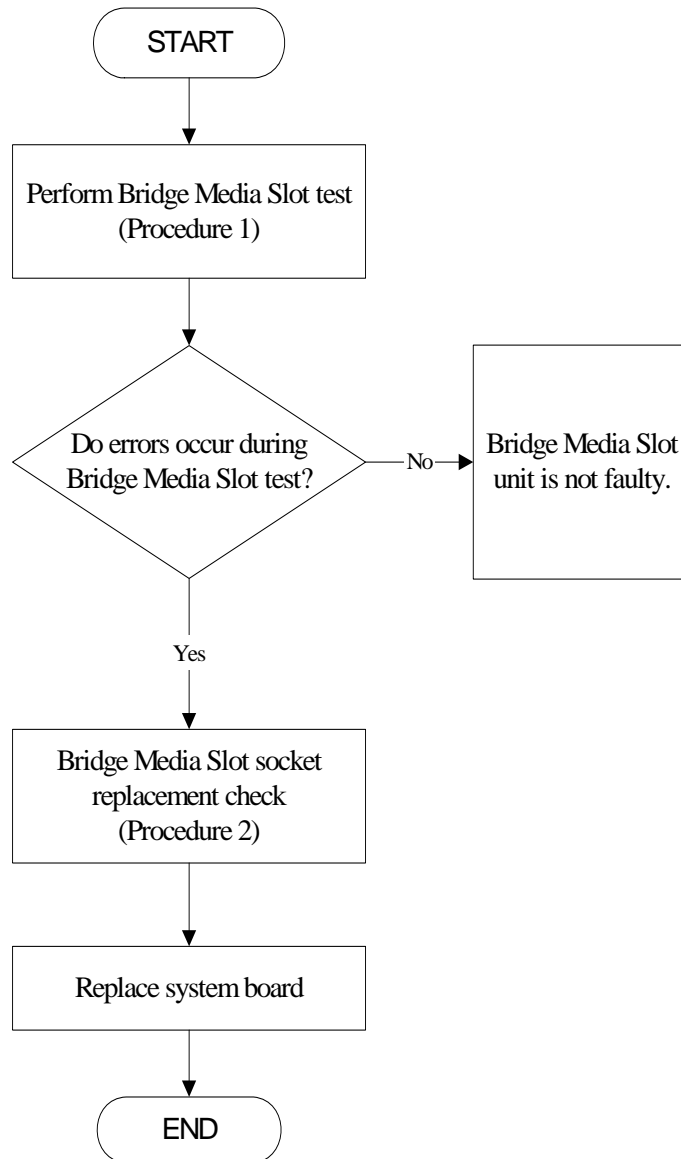 START
Perform Bridge Media Slot test
(Procedure 1)
Do errors occur during
Bridge Media Slot test?
No
Bridge Media Slot
unit is not faulty.
Yes
Bridge Media Slot socket
replacement check
(Procedure 2)
Replace system board
END